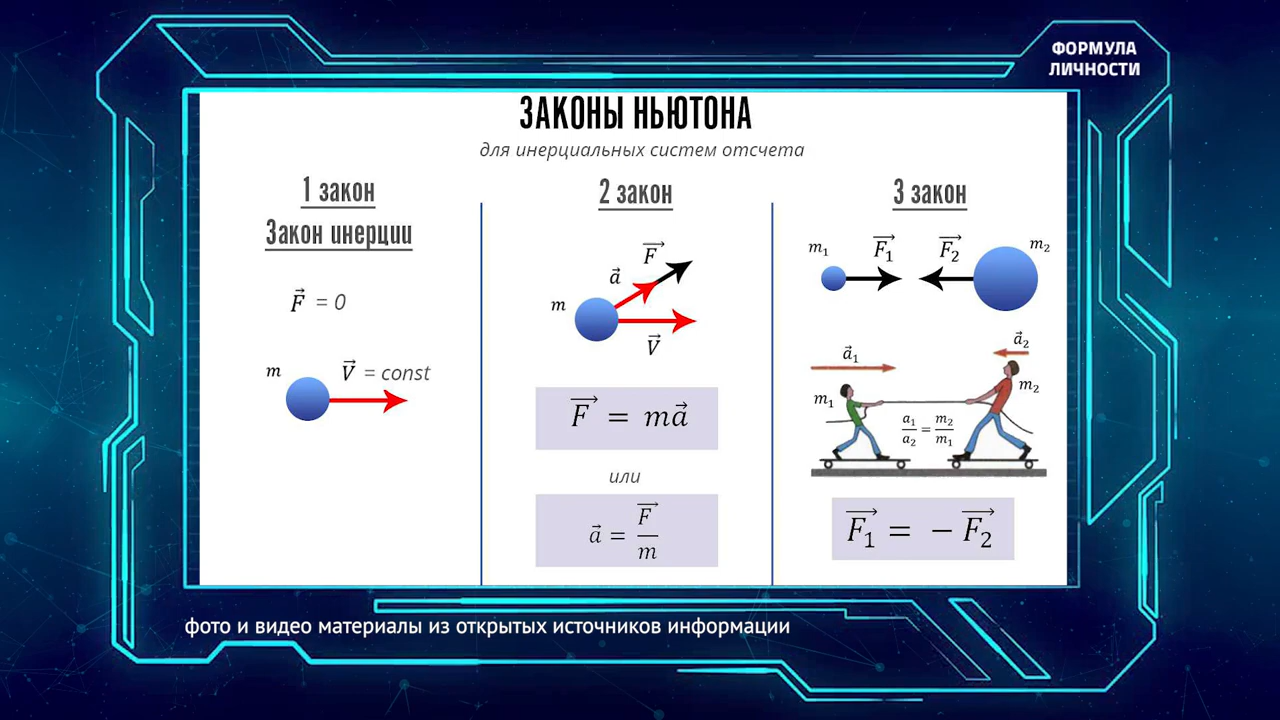 ФОРМУЛА
ЛИЧНОСТИ
ЗАКОНЫ НЬЮТОНА
для инерциальных систем отсчета
1 закон
Закон инерции
F⃗ = 0
m
V⃗ = const
2 закон
F⃗
a⃗
m
V⃗
F⃗ = ma⃗
или
a⃗ = F⃗/m
3 закон
m₁ F⃗₁ F⃗₂ m₂
a⃗₁ a⃗₂
m₁ m₂
a₁/a₂ = m₂/m₁
F⃗₁ = − F⃗₂
фото и видео материалы из открытых источников информации